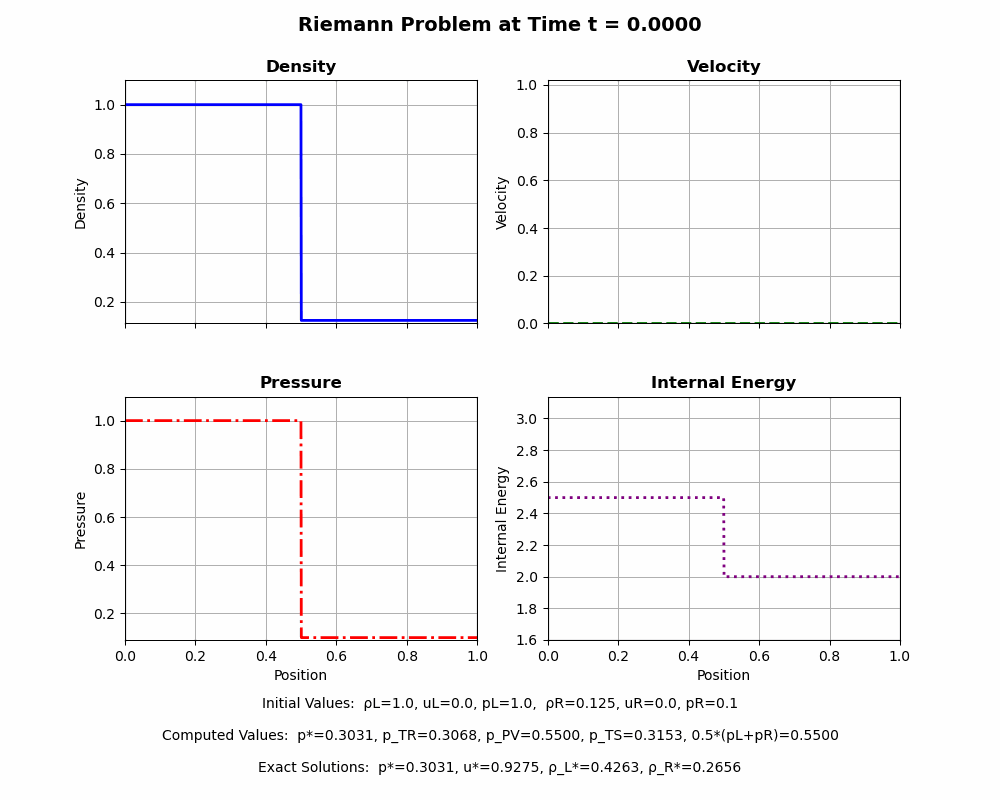 Riemann Problem at Time t = 0.0000
Density
Density
1.0
0.8
0.6
0.4
0.2
Velocity
Velocity
1.0
0.8
0.6
0.4
0.2
0.0
Pressure
Pressure
1.0
0.8
0.6
0.4
0.2
0.0 0.2 0.4 0.6 0.8 1.0
Position
Internal Energy
Internal Energy
3.0
2.8
2.6
2.4
2.2
2.0
1.8
1.6
0.0 0.2 0.4 0.6 0.8 1.0
Position
Initial Values:  ρL=1.0, uL=0.0, pL=1.0,  ρR=0.125, uR=0.0, pR=0.1
Computed Values:  p*=0.3031, p_TR=0.3068, p_PV=0.5500, p_TS=0.3153, 0.5*(pL+pR)=0.5500
Exact Solutions:  p*=0.3031, u*=0.9275, ρ_L*=0.4263, ρ_R*=0.2656